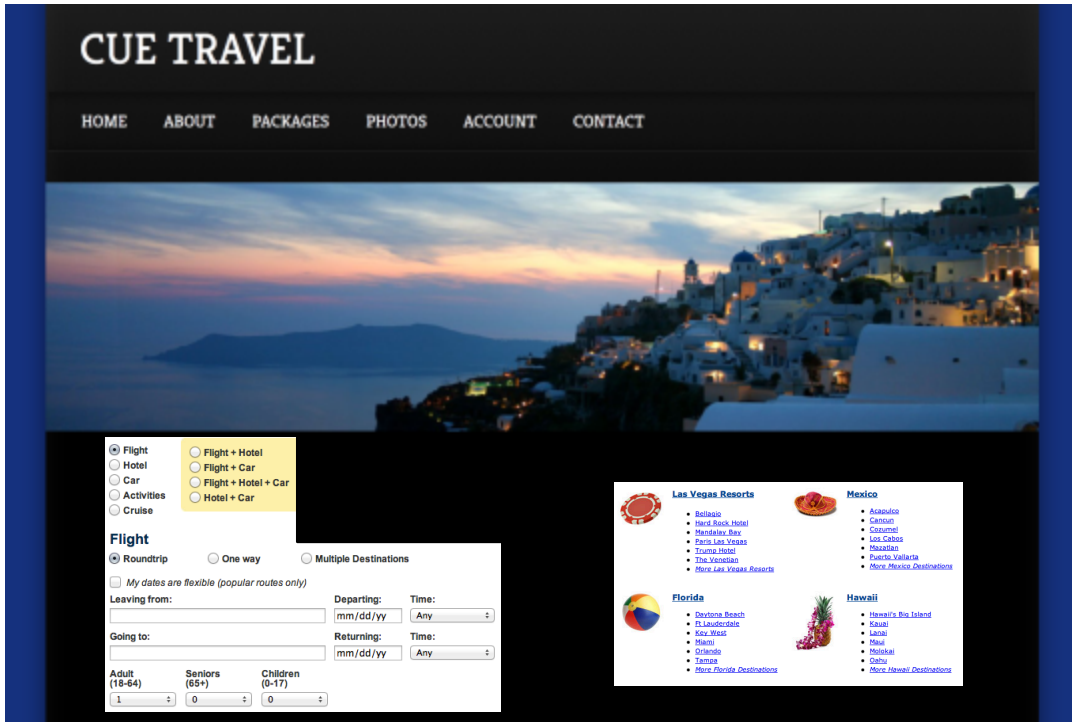 CUE TRAVEL
HOME ABOUT PACKAGES PHOTOS ACCOUNT CONTACT
Flight
Hotel
Car
Activities
Cruise
Flight + Hotel
Flight + Car
Flight + Hotel + Car
Hotel + Car
Flight
Roundtrip One way Multiple Destinations
My dates are flexible (popular routes only)
Leaving from: Departing: Time:
mm/dd/yy Any
Going to: Returning: Time:
mm/dd/yy Any
Adult Seniors Children
(18-64) (65+) (0-17)
1 0 0
Las Vegas Resorts
Bellagio
Hard Rock Hotel
Mandalay Bay
Paris Las Vegas
Trump Hotel
The Venetian
More Las Vegas Resorts
Mexico
Acapulco
Cancun
Cozumel
Los Cabos
Mazatlan
Puerto Vallarta
More Mexico Destinations
Florida
Daytona Beach
Ft Lauderdale
Key West
Miami
Orlando
Tampa
More Florida Destinations
Hawaii
Hawaii's Big Island
Kauai
Lanai
Maui
Molokai
Oahu
More Hawaii Destinations